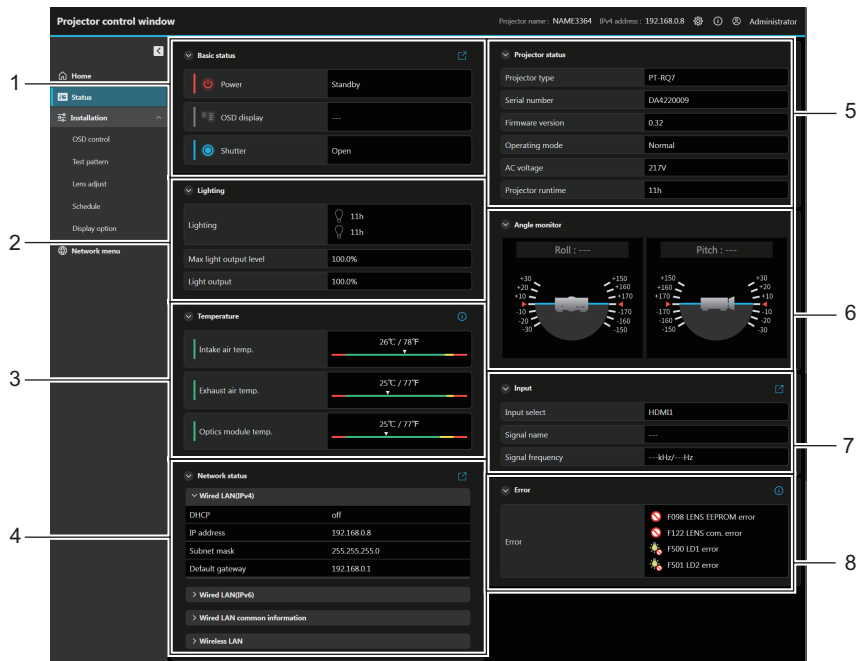 Projector control window
Projector name : NAME3364 IPv4 address : 192.168.0.8 Administrator
Home
Status
Installation
OSD control
Test pattern
Lens adjust
Schedule
Display option
Network menu
1
Basic status
Power Standby
OSD display ---
Shutter Open
2
Lighting
Lighting 11h
11h
Max light output level 100.0%
Light output 100.0%
3
Temperature
Intake air temp. 26℃ / 78℉
Exhaust air temp. 25℃ / 77℉
Optics module temp. 25℃ / 77℉
4
Network status
Wired LAN(IPv4)
DHCP off
IP address 192.168.0.8
Subnet mask 255.255.255.0
Default gateway 192.168.0.1
Wired LAN(IPv6)
Wired LAN common information
Wireless LAN
5
Projector status
Projector type PT-RQ7
Serial number DA4220009
Firmware version 0.32
Operating mode Normal
AC voltage 217V
Projector runtime 11h
6
Angle monitor
Roll : --- Pitch : ---
+30 +150 +150 +30
+20 +160 +160 +20
+10 +170 +170 +10
-10 -170 -170 -10
-20 -160 -160 -20
-30 -150 -150 -30
7
Input
Input select HDMI1
Signal name ---
Signal frequency ---kHz/---Hz
8
Error
Error
F098 LENS EEPROM error
F122 LENS com. error
F500 LD1 error
F501 LD2 error